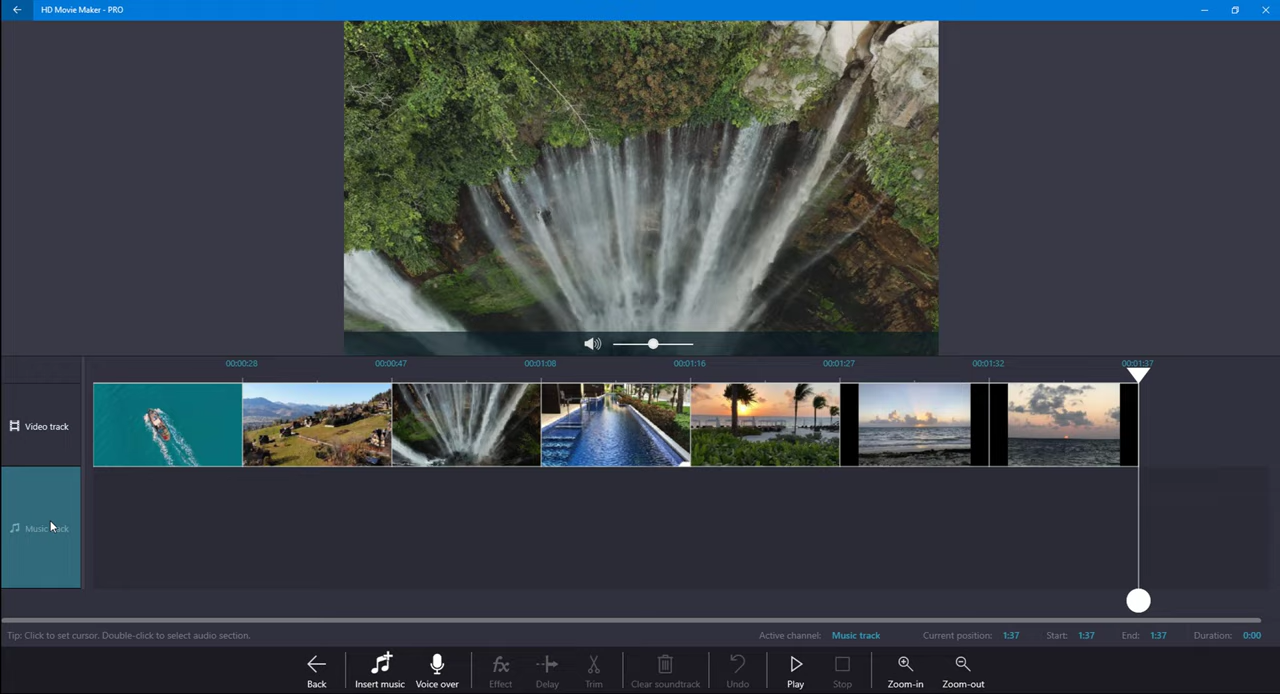 HD Movie Maker - PRO
00:00:28 00:00:47 00:01:08 00:01:16 00:01:27 00:01:32 00:01:37
Video track
Music track
Tip: Click to set cursor. Double-click to select audio section.
Active channel: Music track Current position: 1:37 Start: 1:37 End: 1:37 Duration: 0:00
Back Insert music Voice over Effect Delay Trim Clear soundtrack Undo Play Stop Zoom-in Zoom-out